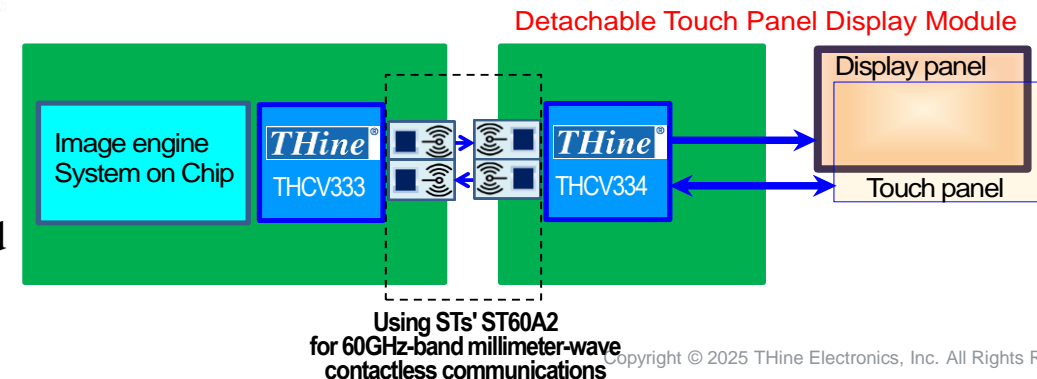 Detachable Touch Panel Display Module
Image engine
System on Chip
THine®
THCV333
THine®
THCV334
Display panel
Touch panel
Using STs' ST60A2
for 60GHz-band millimeter-wave
contactless communications
Copyright © 2025 THine Electronics, Inc. All Rights R